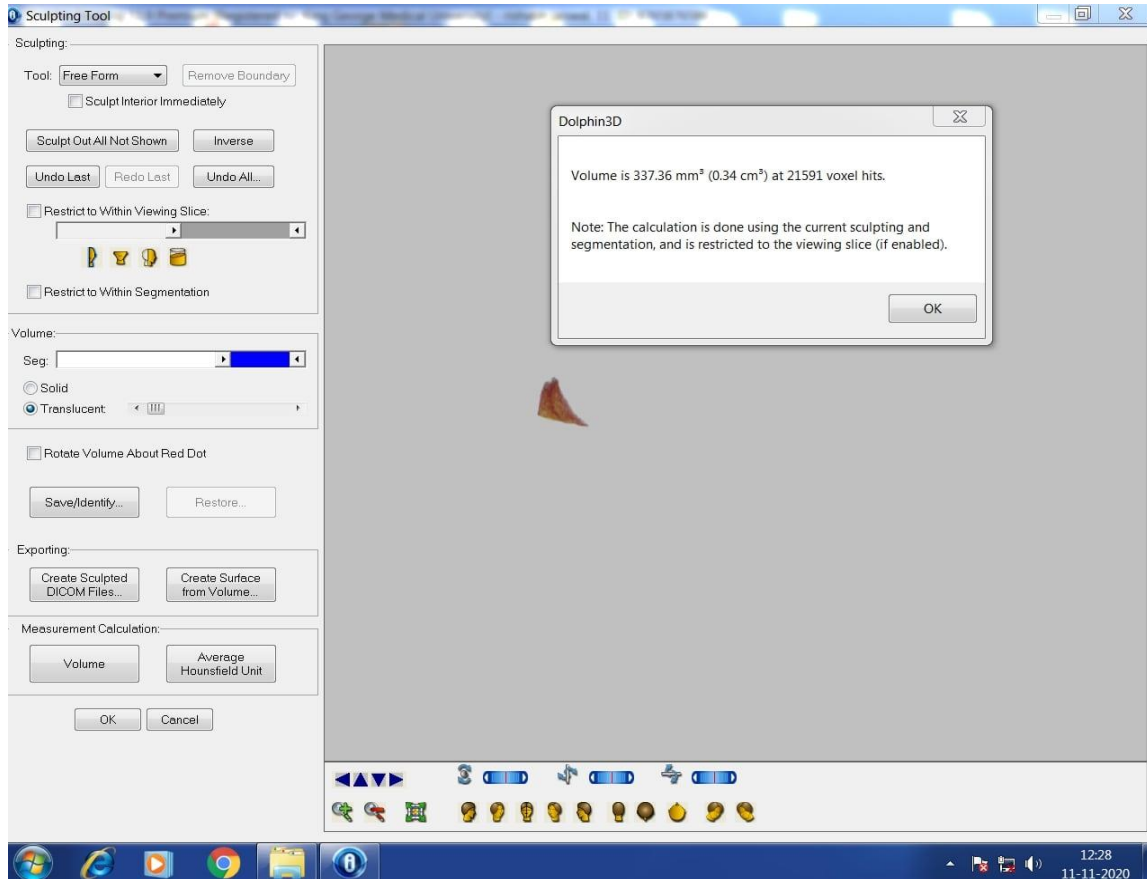 Sculpting Tool
Sculpting:
Tool: Free Form Remove Boundary
Sculpt Interior Immediately
Sculpt Out All Not Shown Inverse
Undo Last Redo Last Undo All...
Restrict to Within Viewing Slice:
Restrict to Within Segmentation
Volume:
Seg:
Solid
Translucent
Rotate Volume About Red Dot
Save/Identify... Restore...
Exporting:
Create Sculpted DICOM Files...
Create Surface from Volume...
Measurement Calculation:
Volume
Average Hounsfield Unit
OK Cancel
Dolphin3D
Volume is 337.36 mm³ (0.34 cm³) at 21591 voxel hits.
Note: The calculation is done using the current sculpting and
segmentation, and is restricted to the viewing slice (if enabled).
OK
12:28
11-11-2020